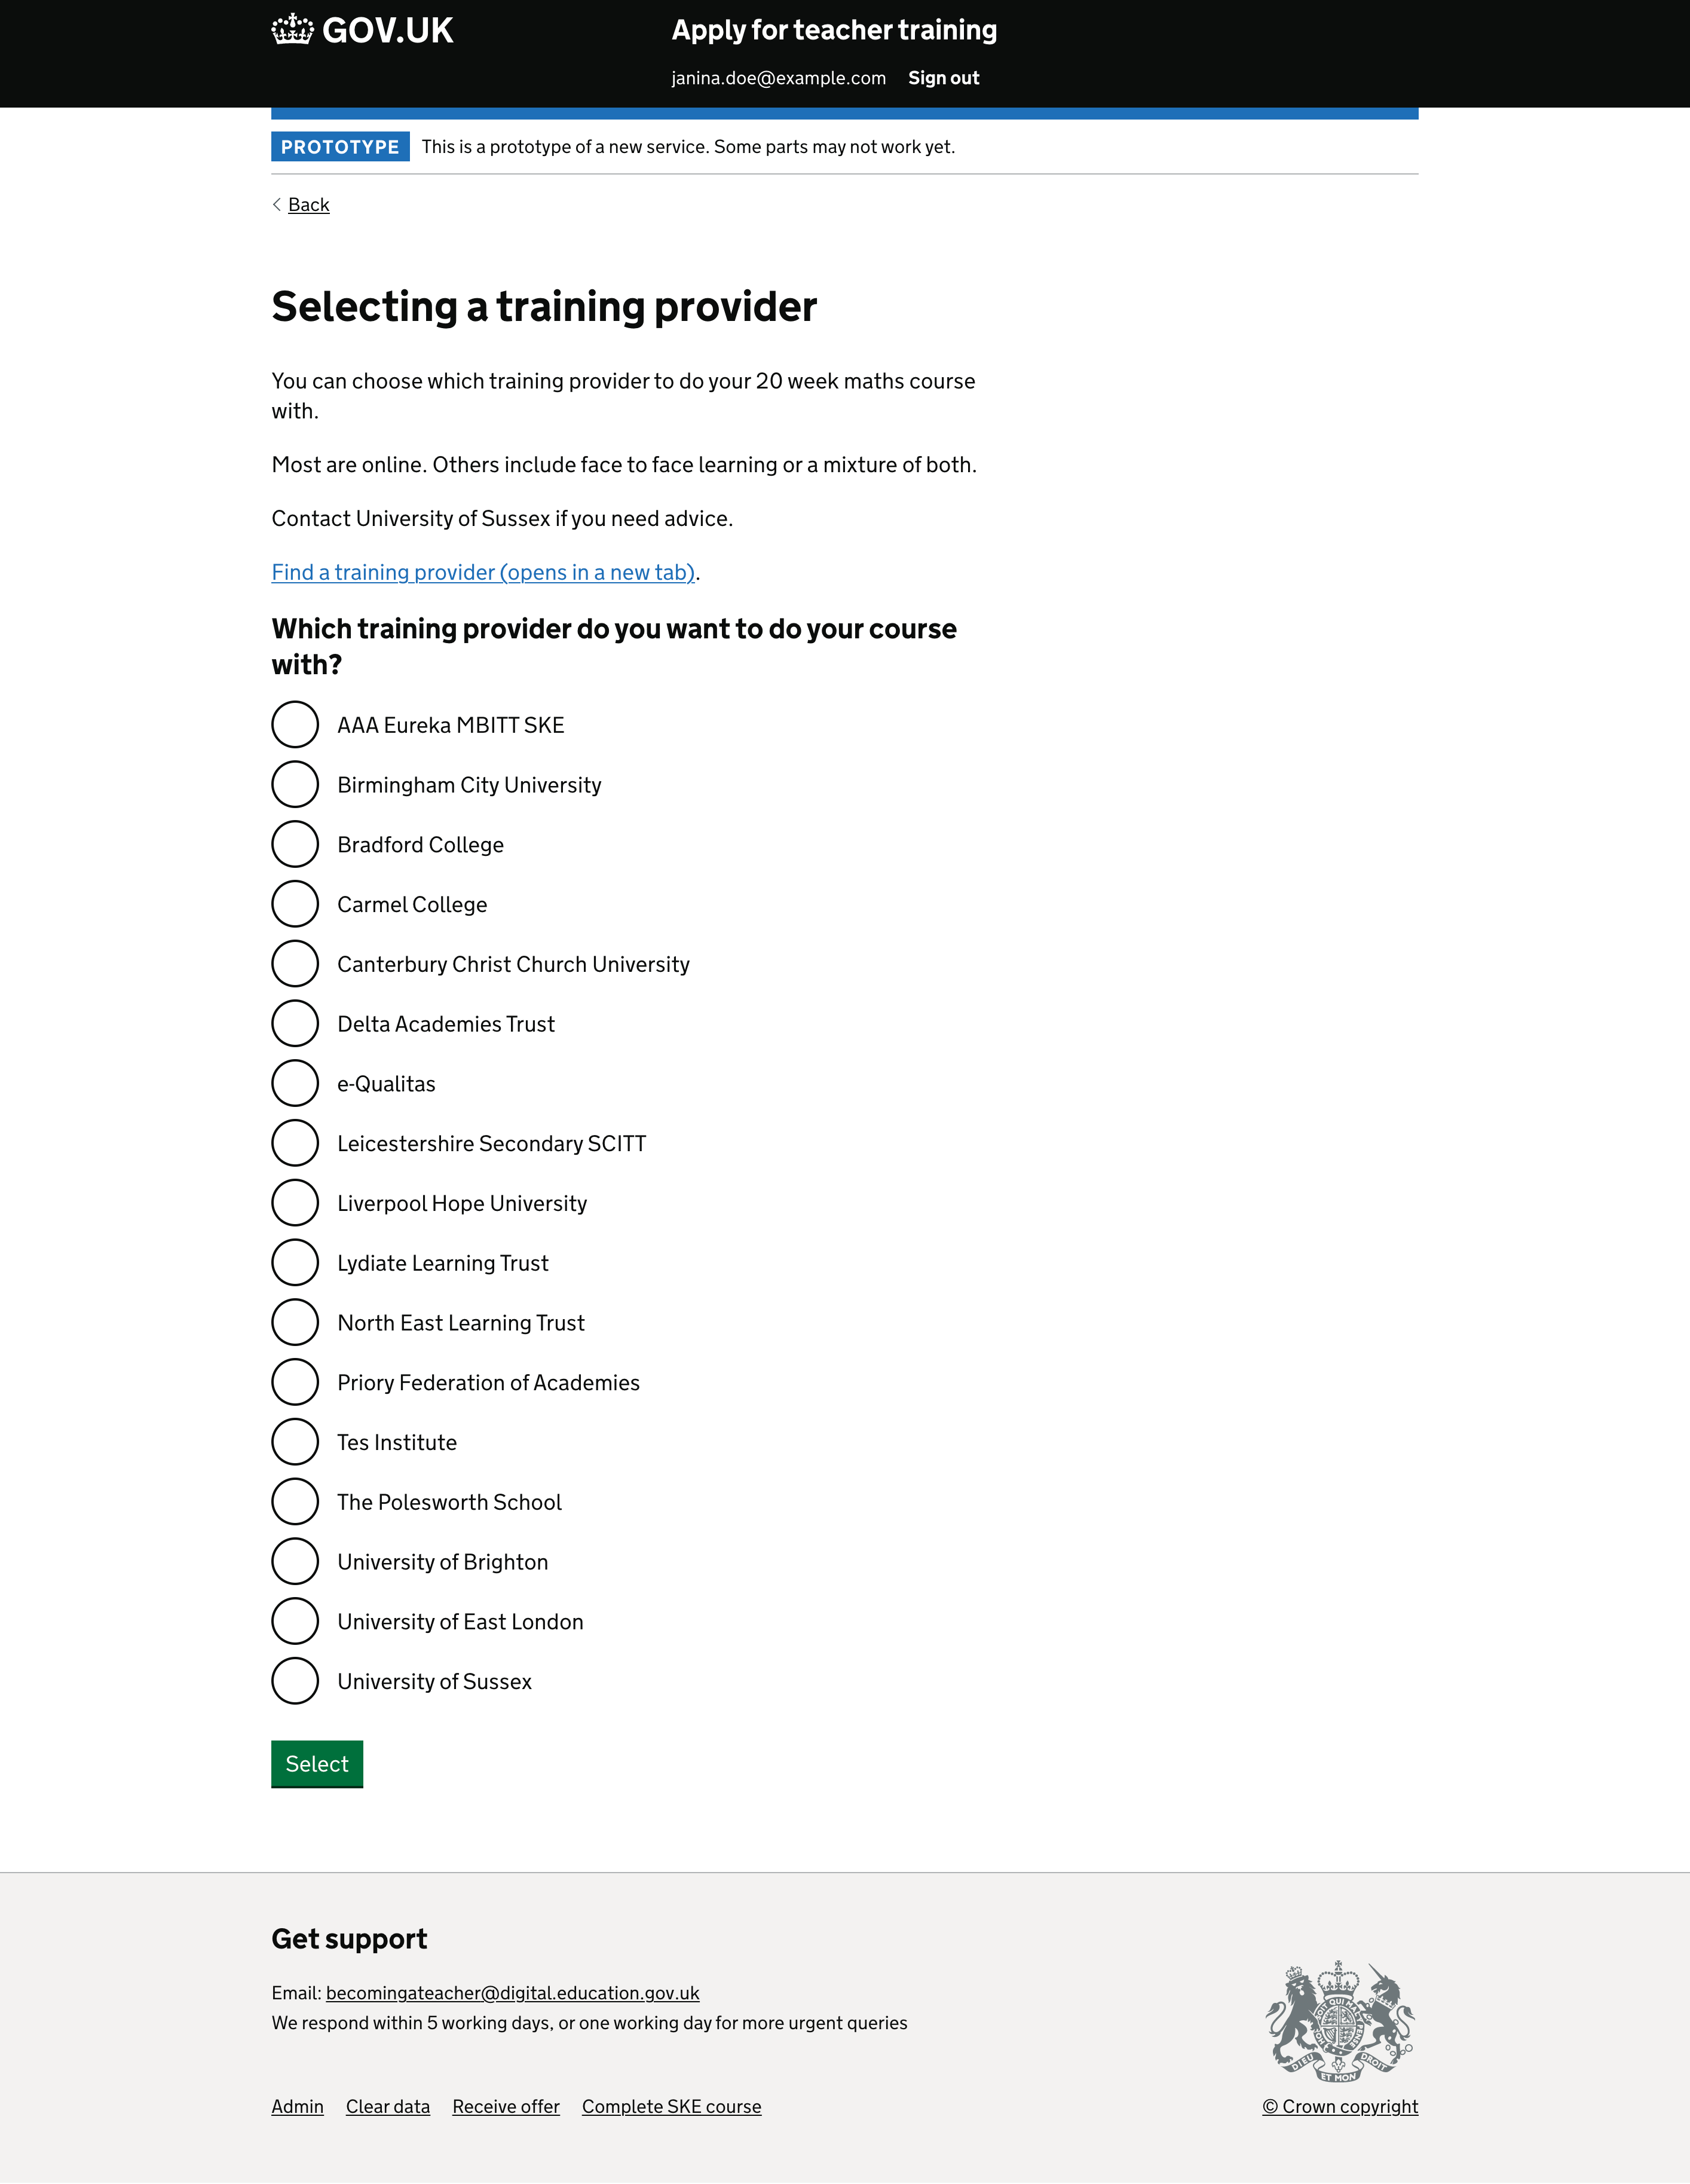 GOV.UK
Apply for teacher training
janina.doe@example.com Sign out
PROTOTYPE This is a prototype of a new service. Some parts may not work yet.
Back
Selecting a training provider
You can choose which training provider to do your 20 week maths course
with.
Most are online. Others include face to face learning or a mixture of both.
Contact University of Sussex if you need advice.
Find a training provider (opens in a new tab).
Which training provider do you want to do your course
with?
AAA Eureka MBITT SKE
Birmingham City University
Bradford College
Carmel College
Canterbury Christ Church University
Delta Academies Trust
e-Qualitas
Leicestershire Secondary SCITT
Liverpool Hope University
Lydiate Learning Trust
North East Learning Trust
Priory Federation of Academies
Tes Institute
The Polesworth School
University of Brighton
University of East London
University of Sussex
Select
Get support
Email: becomingateacher@digital.education.gov.uk
We respond within 5 working days, or one working day for more urgent queries
DIEU ET MON DROIT
Admin Clear data Receive offer Complete SKE course
© Crown copyright